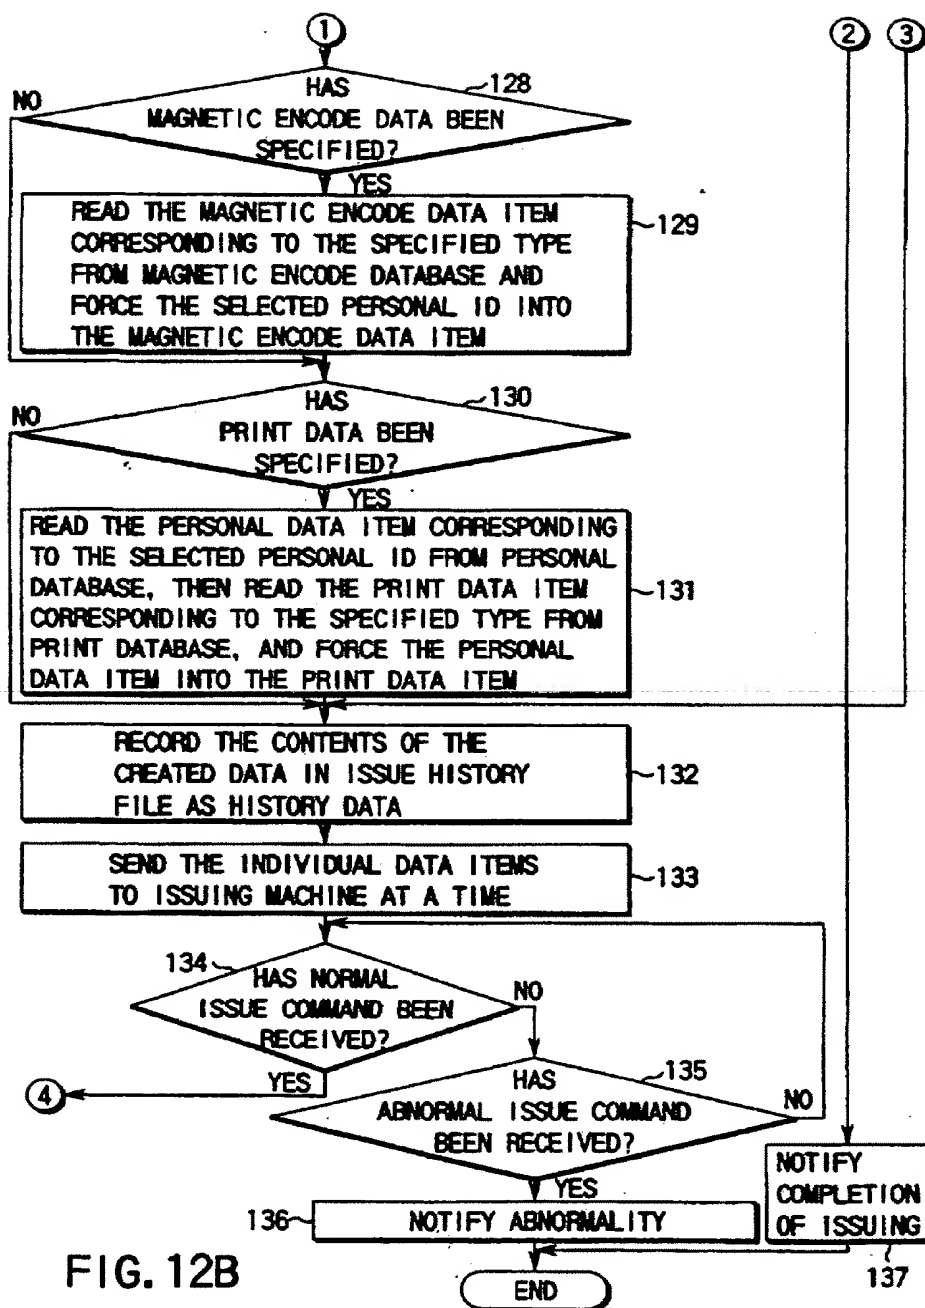 1
2
3
HAS
MAGNETIC ENCODE DATA BEEN
SPECIFIED?
128
NO
YES
READ THE MAGNETIC ENCODE DATA ITEM
CORRESPONDING TO THE SPECIFIED TYPE
FROM MAGNETIC ENCODE DATABASE AND
FORCE THE SELECTED PERSONAL ID INTO
THE MAGNETIC ENCODE DATA ITEM
129
HAS
PRINT DATA BEEN
SPECIFIED?
130
NO
YES
READ THE PERSONAL DATA ITEM CORRESPONDING
TO THE SELECTED PERSONAL ID FROM PERSONAL
DATABASE, THEN READ THE PRINT DATA ITEM
CORRESPONDING TO THE SPECIFIED TYPE FROM
PRINT DATABASE, AND FORCE THE PERSONAL
DATA ITEM INTO THE PRINT DATA ITEM
131
RECORD THE CONTENTS OF THE
CREATED DATA IN ISSUE HISTORY
FILE AS HISTORY DATA
132
SEND THE INDIVIDUAL DATA ITEMS
TO ISSUING MACHINE AT A TIME
133
134
HAS NORMAL
ISSUE COMMAND BEEN
RECEIVED?
NO
YES
4
HAS
ABNORMAL ISSUE COMMAND
BEEN RECEIVED?
135
NO
YES
136
NOTIFY ABNORMALITY
NOTIFY
COMPLETION
OF ISSUING
137
END
FIG. 12B